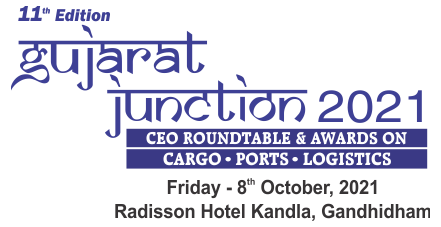 11th Edition
gujarat
junction 2021
CEO ROUNDTABLE & AWARDS ON
CARGO • PORTS • LOGISTICS
Friday - 8th October, 2021
Radisson Hotel Kandla, Gandhidham